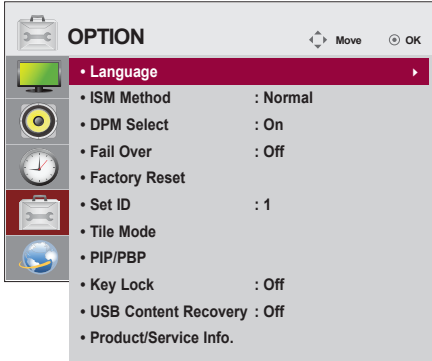 OPTION Move OK
• Language
• ISM Method : Normal
• DPM Select : On
• Fail Over : Off
• Factory Reset
• Set ID : 1
• Tile Mode
• PIP/PBP
• Key Lock : Off
• USB Content Recovery : Off
• Product/Service Info.